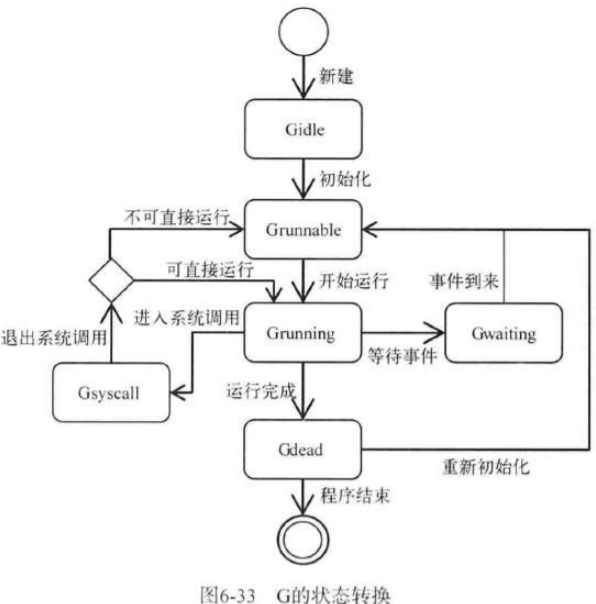 新建
Gidle
初始化
不可直接运行
Grunnable
可直接运行
开始运行
事件到来
进入系统调用
退出系统调用
Grunning
Gwaiting
等待事件
Gsyscall
运行完成
Gdead
重新初始化
程序结束
图6-33 G的状态转换